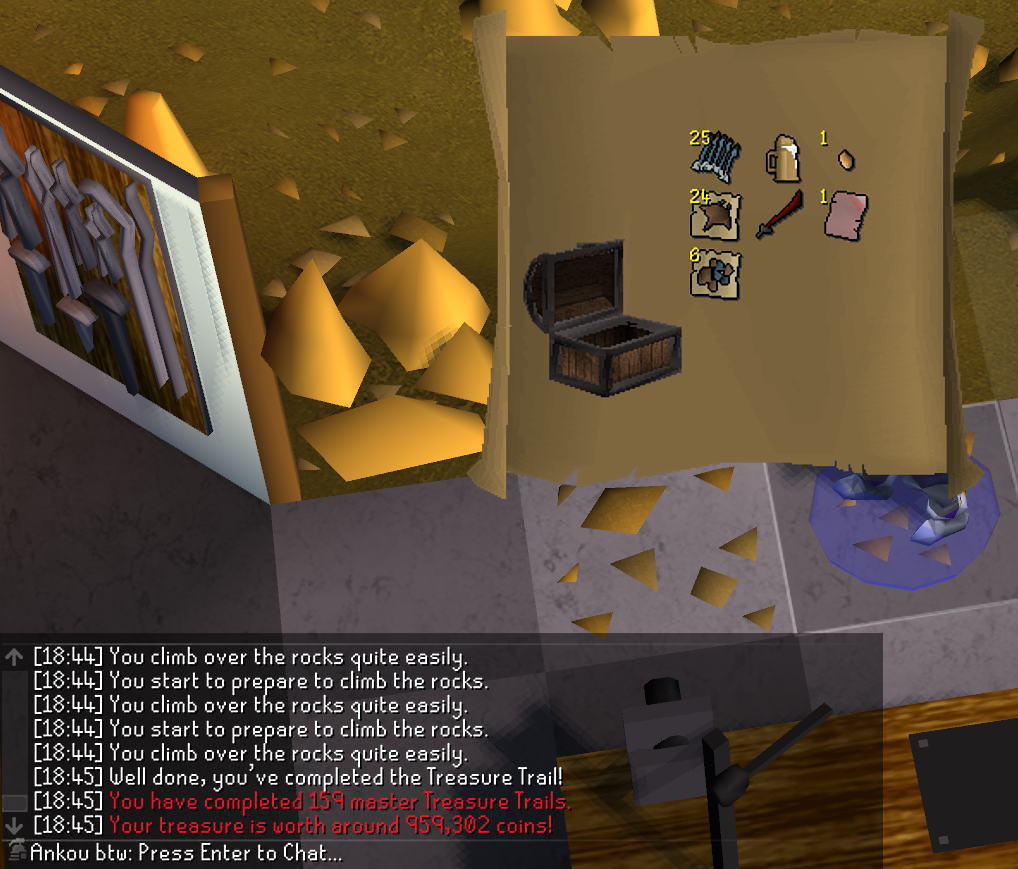 25
1
24
1
6
[18:44] You climb over the rocks quite easily.
[18:44] You start to prepare to climb the rocks.
[18:44] You climb over the rocks quite easily.
[18:44] You start to prepare to climb the rocks.
[18:44] You climb over the rocks quite easily.
[18:45] Well done, you've completed the Treasure Trail!
[18:45] You have completed 159 master Treasure Trails.
[18:45] Your treasure is worth around 959,302 coins!
Ankou btw: Press Enter to Chat...